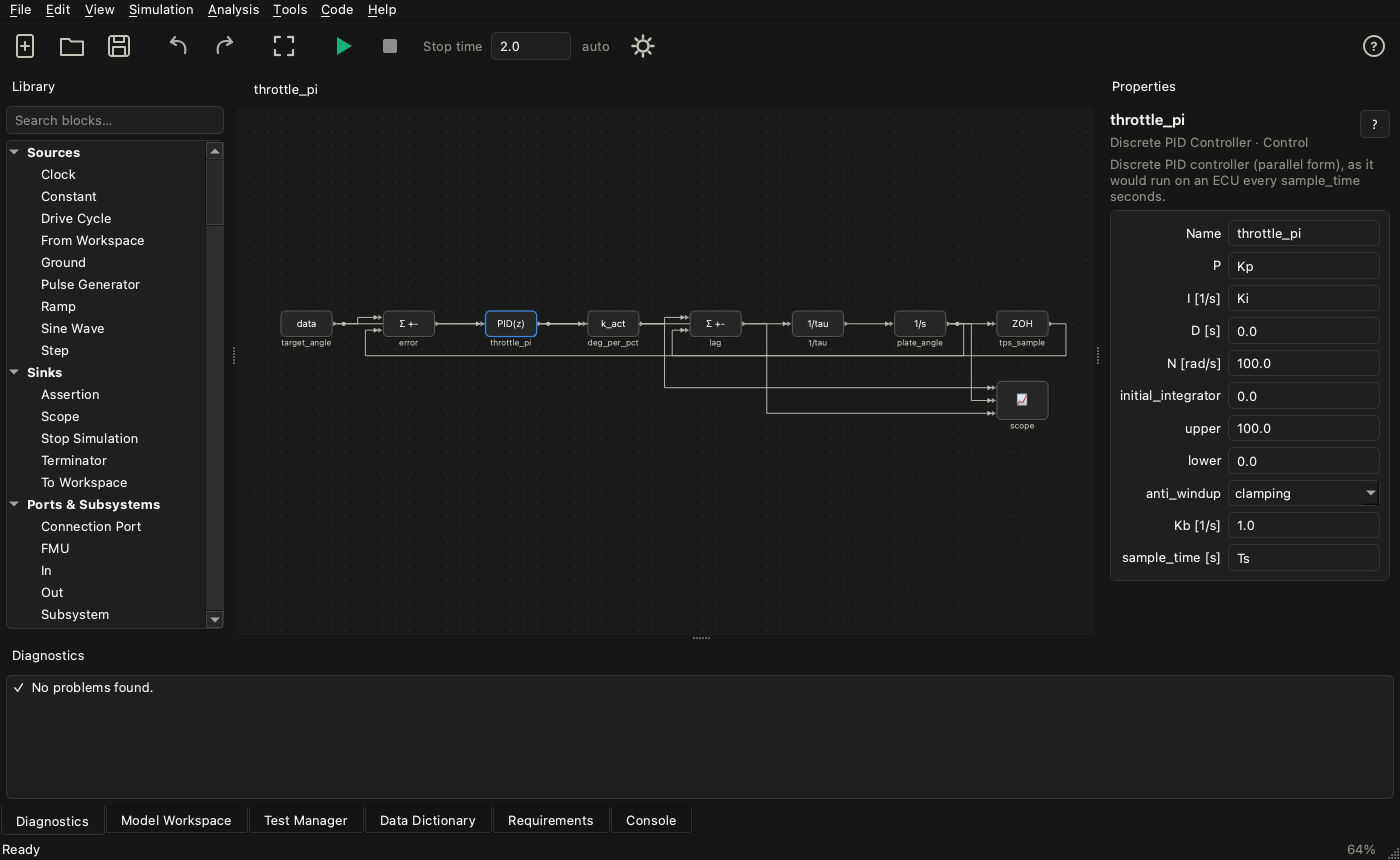 File Edit View Simulation Analysis Tools Code Help
Stop time 2.0 auto
?
Library
Search blocks...
Sources
Clock
Constant
Drive Cycle
From Workspace
Ground
Pulse Generator
Ramp
Sine Wave
Step
Sinks
Assertion
Scope
Stop Simulation
Terminator
To Workspace
Ports & Subsystems
Connection Port
FMU
In
Out
Subsystem
throttle_pi
data
target_angle
Σ +-
error
PID(z)
throttle_pi
k_act
deg_per_pct
Σ +-
lag
1/tau
1/tau
1/s
plate_angle
ZOH
tps_sample
scope
Properties
throttle_pi
?
Discrete PID Controller · Control
Discrete PID controller (parallel form), as it
would run on an ECU every sample_time
seconds.
Name throttle_pi
P Kp
I [1/s] Ki
D [s] 0.0
N [rad/s] 100.0
initial_integrator 0.0
upper 100.0
lower 0.0
anti_windup clamping
Kb [1/s] 1.0
sample_time [s] Ts
Diagnostics
✓ No problems found.
Diagnostics Model Workspace Test Manager Data Dictionary Requirements Console
Ready 64%